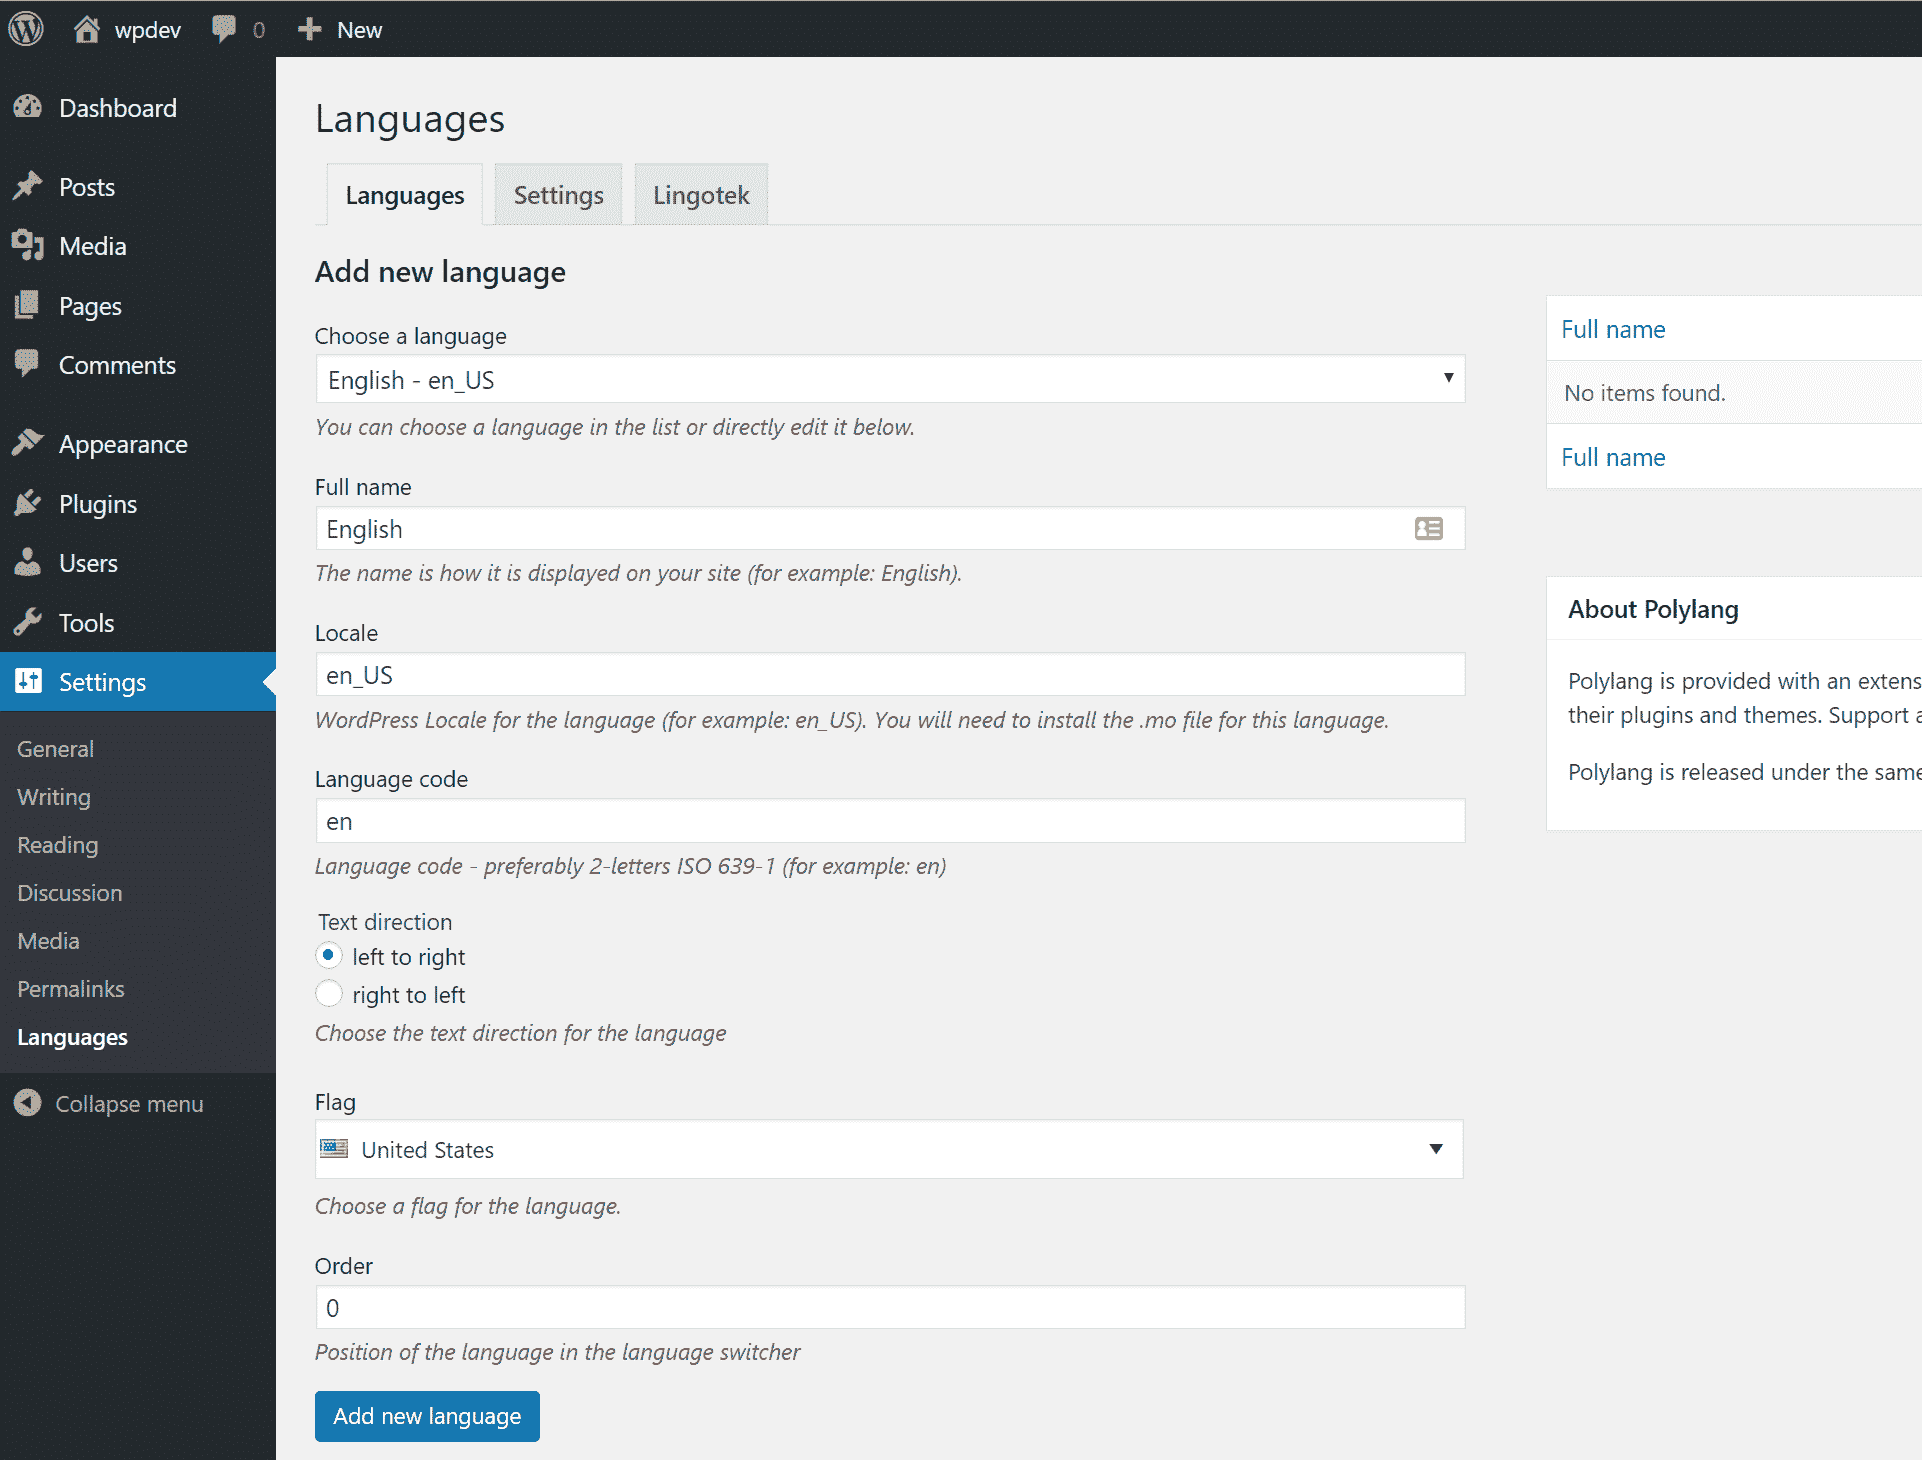 wpdev 0 New
Dashboard
Posts
Media
Pages
Comments
Appearance
Plugins
Users
Tools
Settings
General
Writing
Reading
Discussion
Media
Permalinks
Languages
Collapse menu
Languages
Languages Settings Lingotek
Add new language
Choose a language
English - en_US
You can choose a language in the list or directly edit it below.
Full name
English
The name is how it is displayed on your site (for example: English).
Locale
en_US
WordPress Locale for the language (for example: en_US). You will need to install the .mo file for this language.
Language code
en
Language code - preferably 2-letters ISO 639-1 (for example: en)
Text direction
left to right
right to left
Choose the text direction for the language
Flag
United States
Choose a flag for the language.
Order
0
Position of the language in the language switcher
Add new language
Full name
No items found.
Full name
About Polylang
Polylang is provided with an extens
their plugins and themes. Support a
Polylang is released under the same